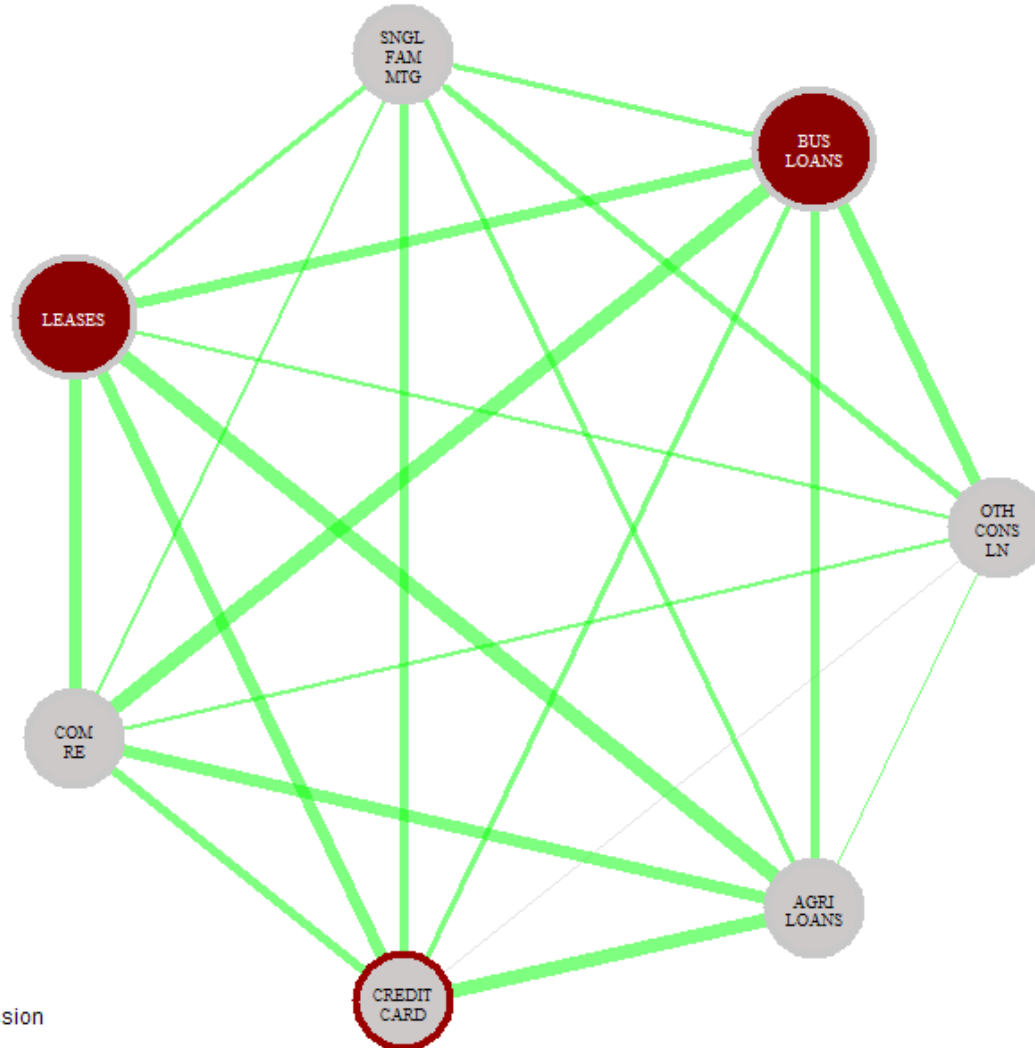 SNGL
FAM
MTG
BUS
LOANS
LEASES
OTH
CONS
LN
COM
RE
AGRI
LOANS
CREDIT
CARD
sion